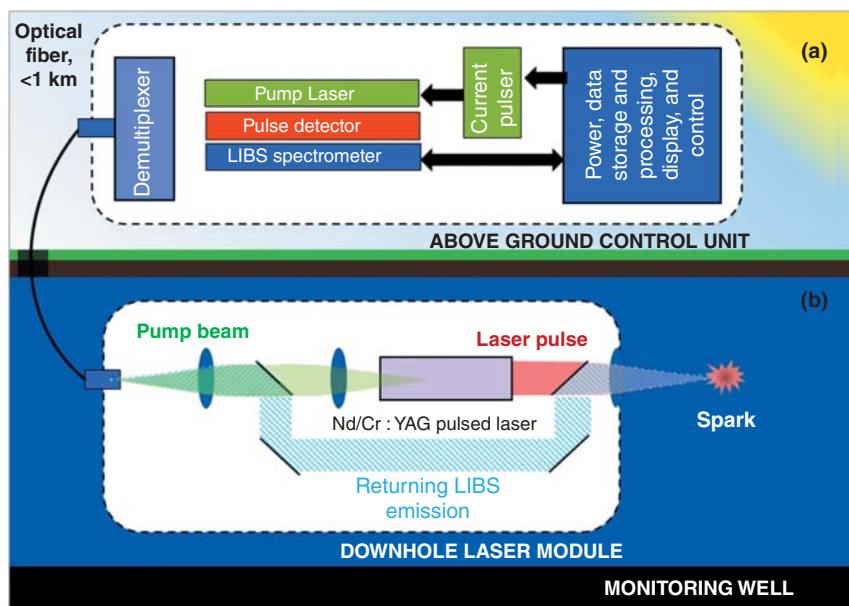 Optical
fiber,
<1 km
(a)
Demultiplexer
Pump Laser
Pulse detector
LIBS spectrometer
Current
pulser
Power, data
storage and
processing,
display, and
control
ABOVE GROUND CONTROL UNIT
(b)
Pump beam
Laser pulse
Nd/Cr : YAG pulsed laser
Spark
Returning LIBS
emission
DOWNHOLE LASER MODULE
MONITORING WELL